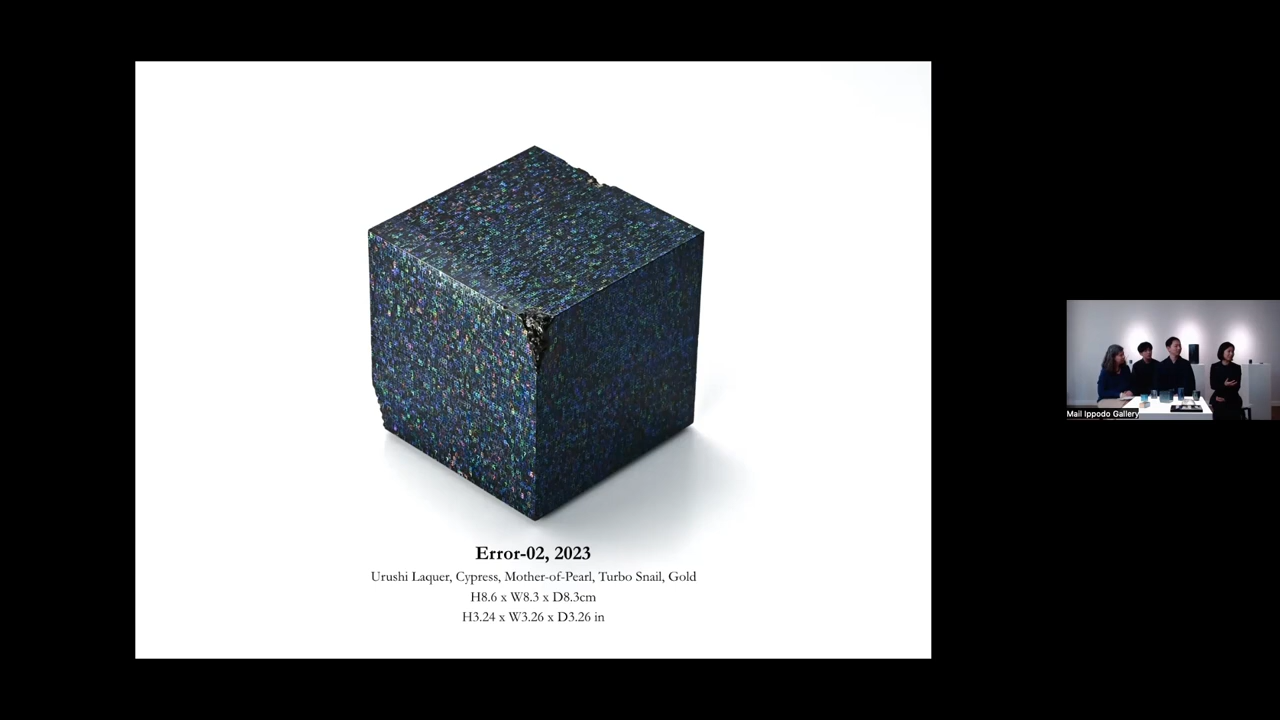 Error-02, 2023
Urushi Laquer, Cypress, Mother-of-Pearl, Turbo Snail, Gold
H8.6 x W8.3 x D8.3cm
H3.24 x W3.26 x D3.26 in
Mail Ippodo Gallery